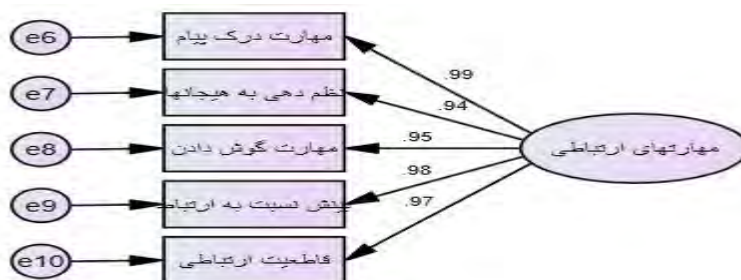 e6
مهارت درک پیام
.99
e7
نظم دهی به هیجانها
.94
e8
مهارت گوش دادن
.95
مهارتهای ارتباطی
e9
بینش نسبت به ارتباط
.98
e10
قاطعیت ارتباطی
.97